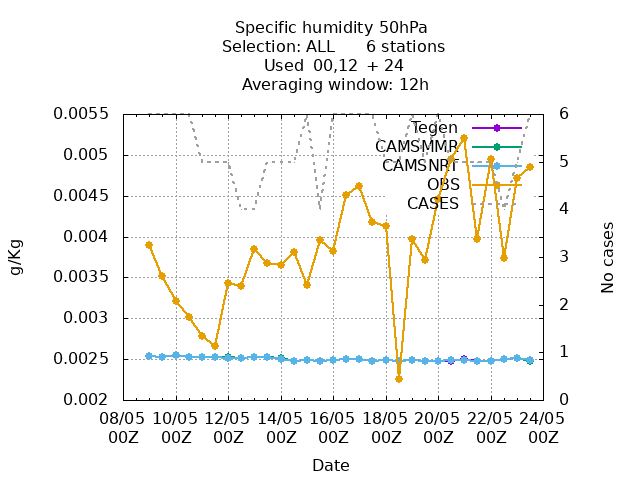 Specific humidity 50hPa
Selection: ALL 6 stations
Used 00,12 + 24
Averaging window: 12h
0.0055
0.005
0.0045
0.004
0.0035
0.003
0.0025
0.002
6
5
4
3
2
1
0
Tegen
CAMSMMR
CAMSNRT
OBS
CASES
g/Kg
No cases
08/05 10/05 12/05 14/05 16/05 18/05 20/05 22/05 24/05
00Z 00Z 00Z 00Z 00Z 00Z 00Z 00Z 00Z
Date